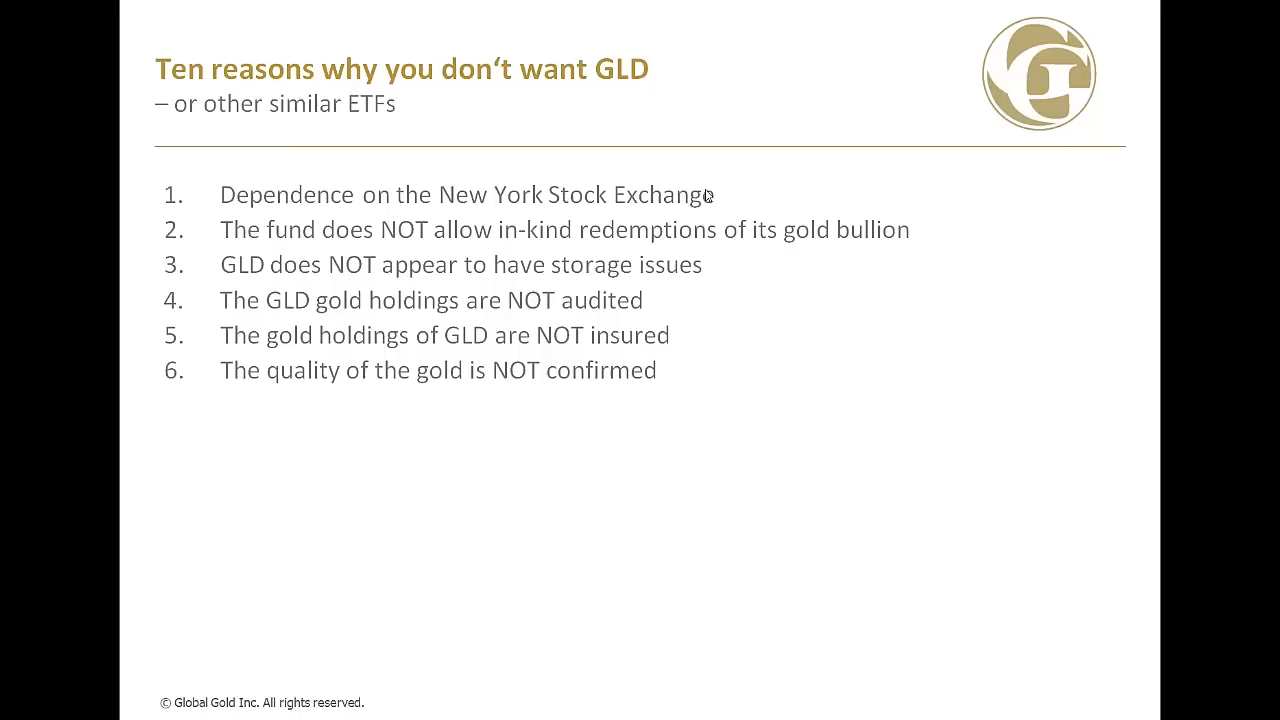 Ten reasons why you don‘t want GLD
– or other similar ETFs
1. Dependence on the New York Stock Exchange
2. The fund does NOT allow in-kind redemptions of its gold bullion
3. GLD does NOT appear to have storage issues
4. The GLD gold holdings are NOT audited
5. The gold holdings of GLD are NOT insured
6. The quality of the gold is NOT confirmed
© Global Gold Inc. All rights reserved.